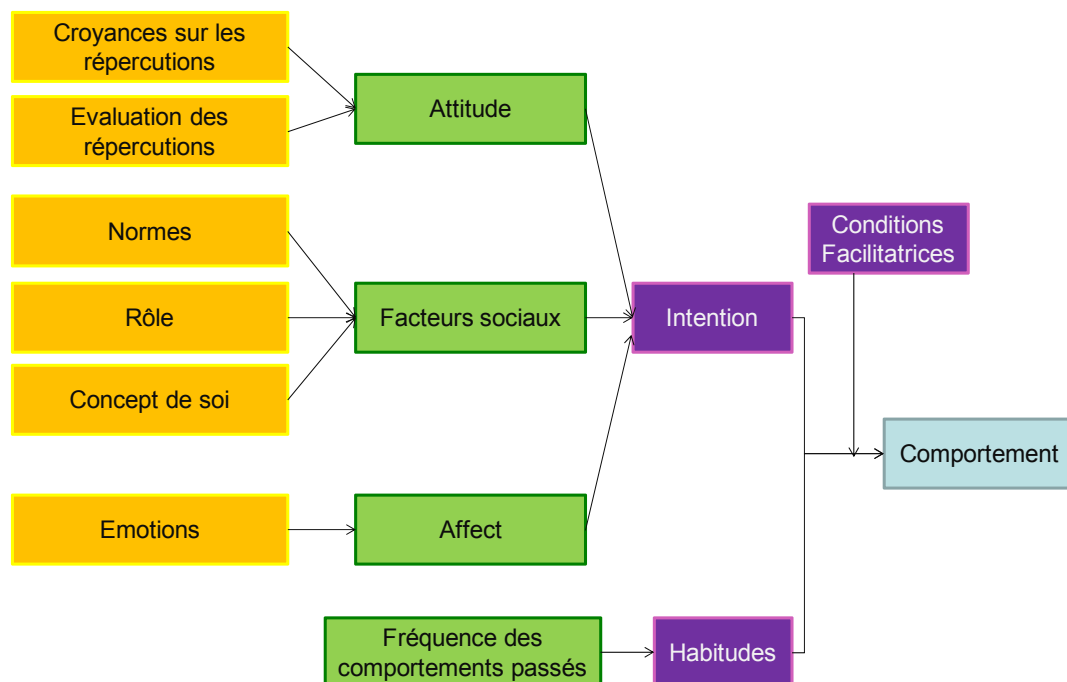 Croyances sur les
répercutions
Evaluation des
répercutions
Attitude
Normes
Rôle
Concept de soi
Facteurs sociaux
Intention
Conditions
Facilitatrices
Comportement
Emotions
Affect
Fréquence des
comportements passés
Habitudes